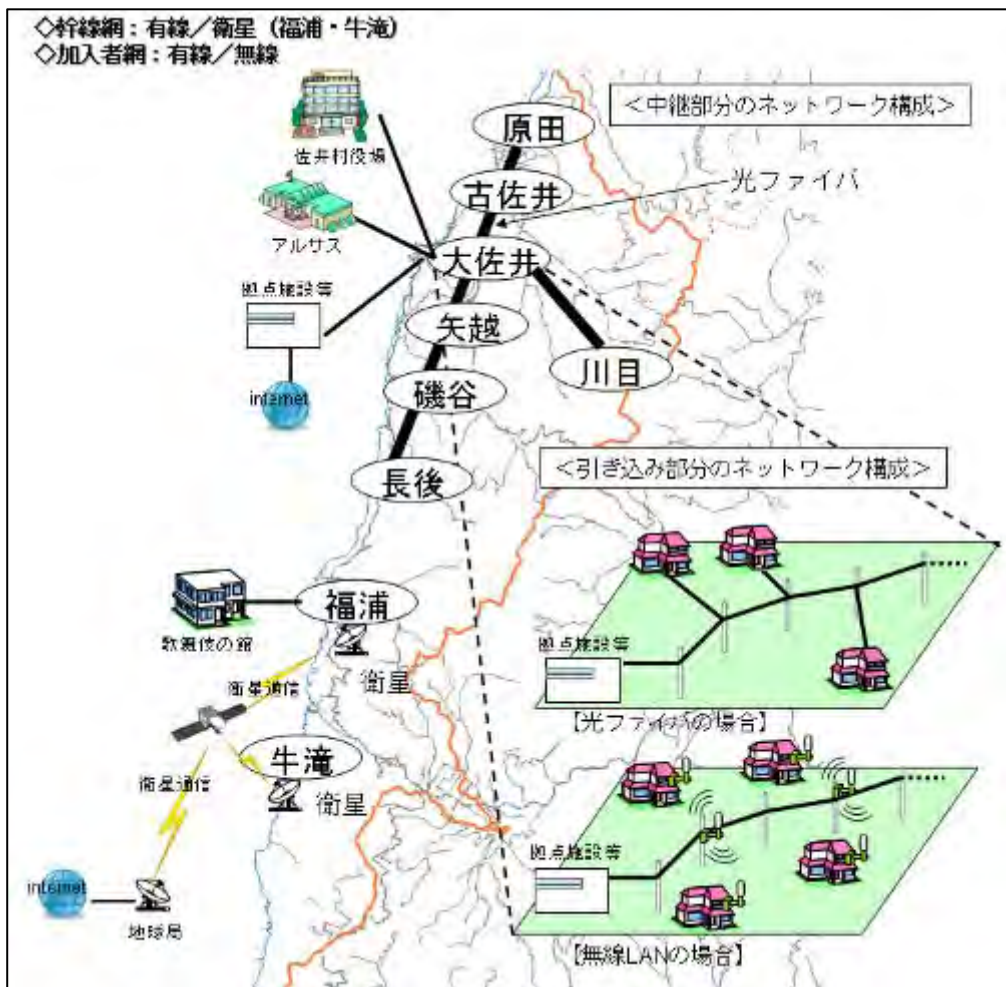 ◇幹線網：有線／衛星（福浦・牛滝）
◇加入者網：有線／無線
＜中継部分のネットワーク構成＞
佐井村役場
原田
光ファイバ
古佐井
アルサス
大佐井
拠点施設等
矢越
川目
internet
磯谷
＜引き込み部分のネットワーク構成＞
長後
福浦
歌舞伎の館
拠点施設等
衛星
衛星通信
【光ファイバの場合】
牛滝
衛星通信
衛星
拠点施設等
internet
地球局
【無線LANの場合】